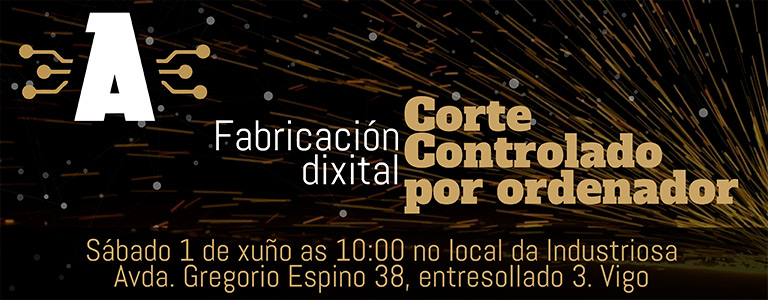 A
Fabricación
dixital
Corte
Controlado
por ordenador
Sábado 1 de xuño as 10:00 no local da Industriosa
Avda. Gregorio Espino 38, entresollado 3. Vigo